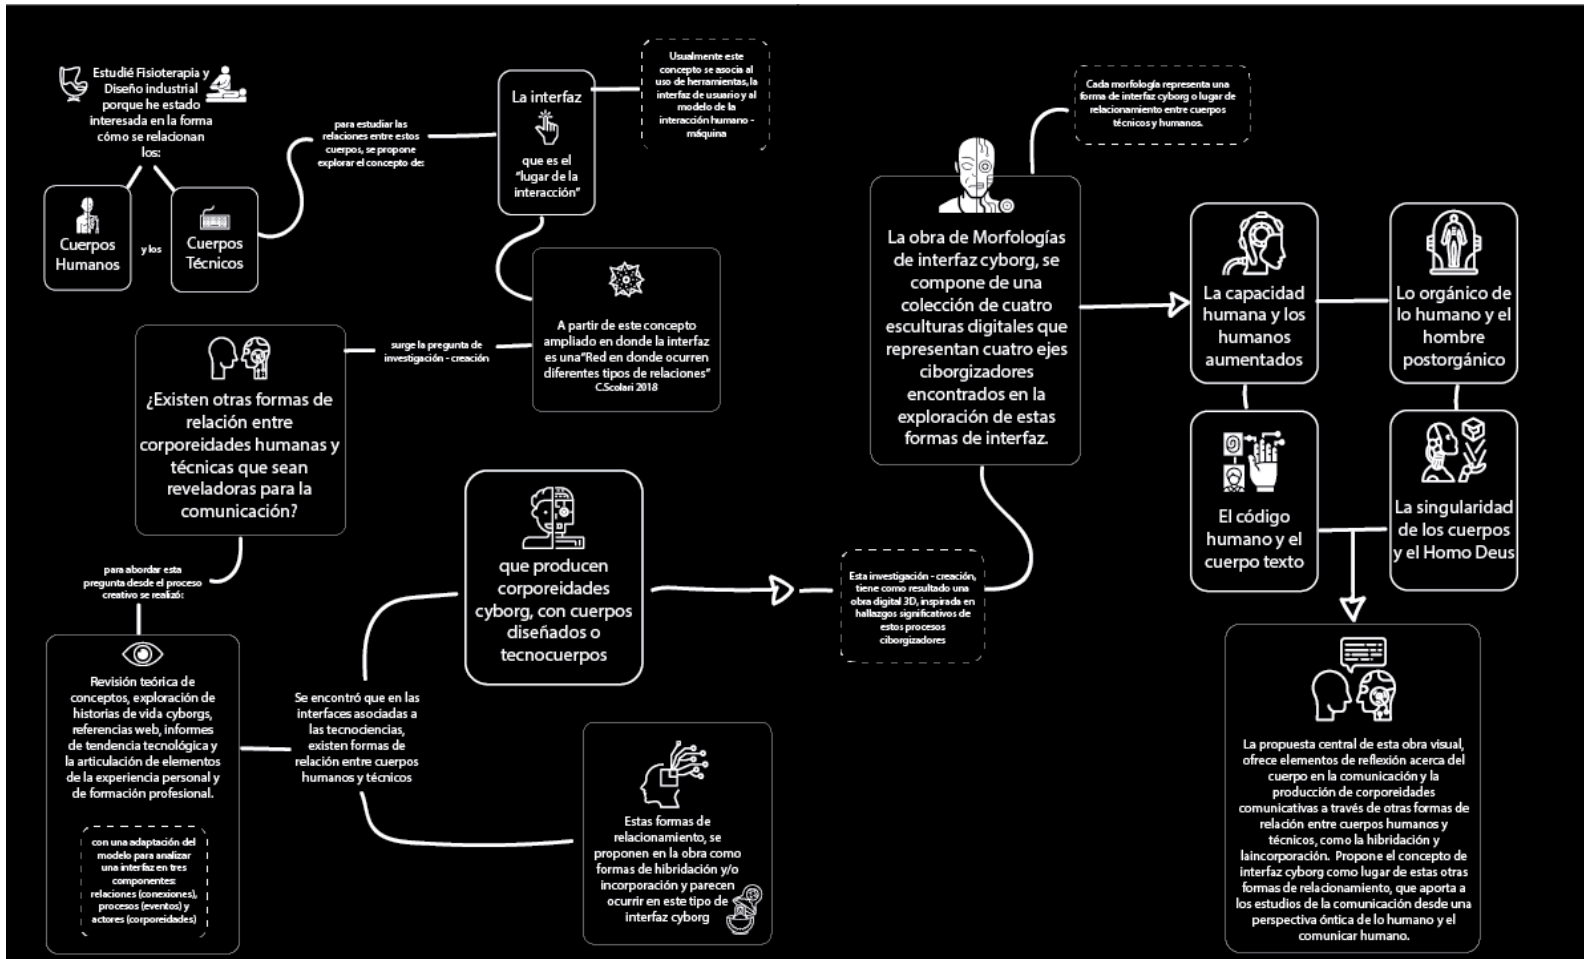 Estudié Fisioterapia y
Diseño industrial
porque he estado
interesada en la forma
cómo se relacionan
los:
Cuerpos
Humanos
y los
Cuerpos
Técnicos
para estudiar las
relaciones entre estos
cuerpos, se propone
explorar el concepto de:
La interfaz
que es el
"lugar de la
interacción"
Usualmente este
concepto se asocia al
uso de herramientas, la
interfaz de usuario y al
modelo de la
interacción humano -
máquina
A partir de este concepto
ampliado en donde la interfaz
es una"Red en donde ocurren
diferentes tipos de relaciones"
C.Scolari 2018
surge la pregunta de
investigación - creación
¿Existen otras formas de
relación entre
corporeidades humanas y
técnicas que sean
reveladoras para la
comunicación?
para abordar esta
pregunta desde el proceso
creativo se realizó:
Revisión teórica de
conceptos, exploración de
historias de vida cyborgs,
referencias web, informes
de tendencia tecnológica y
la articulación de elementos
de la experiencia personal y
de formación profesional.
con una adaptación del
modelo para analizar
una interfaz en tres
componentes:
relaciones (conexiones),
procesos (eventos) y
actores (corporeidades)
Se encontró que en las
interfaces asociadas a
las tecnociencias,
existen formas de
relación entre cuerpos
humanos y técnicos
que producen
corporeidades
cyborg, con cuerpos
diseñados o
tecnocuerpos
Estas formas de
relacionamiento, se
proponen en la obra como
formas de hibridación y/o
incorporación y parecen
ocurrir en este tipo de
interfaz cyborg
Esta investigación - creación,
tiene como resultado una
obra digital 3D, inspirada en
hallazgos significativos de
estos procesos
ciborgizadores
La obra de Morfologías
de interfaz cyborg, se
compone de una
colección de cuatro
esculturas digitales que
representan cuatro ejes
ciborgizadores
encontrados en la
exploración de estas
formas de interfaz.
Cada morfología representa una
forma de interfaz cyborg o lugar de
relacionamiento entre cuerpos
técnicos y humanos.
La capacidad
humana y los
humanos
aumentados
Lo orgánico de
lo humano y el
hombre
postorgánico
El código
humano y el
cuerpo texto
La singularidad
de los cuerpos
y el Homo Deus
La propuesta central de esta obra visual,
ofrece elementos de reflexión acerca del
cuerpo en la comunicación y la
producción de corporeidades
comunicativas a través de otras formas de
relación entre cuerpos humanos y
técnicos, como la hibridación y
laincorporación. Propone el concepto de
interfaz cyborg como lugar de estas otras
formas de relacionamiento, que aporta a
los estudios de la comunicación desde una
perspectiva óntica de lo humano y el
comunicar humano.